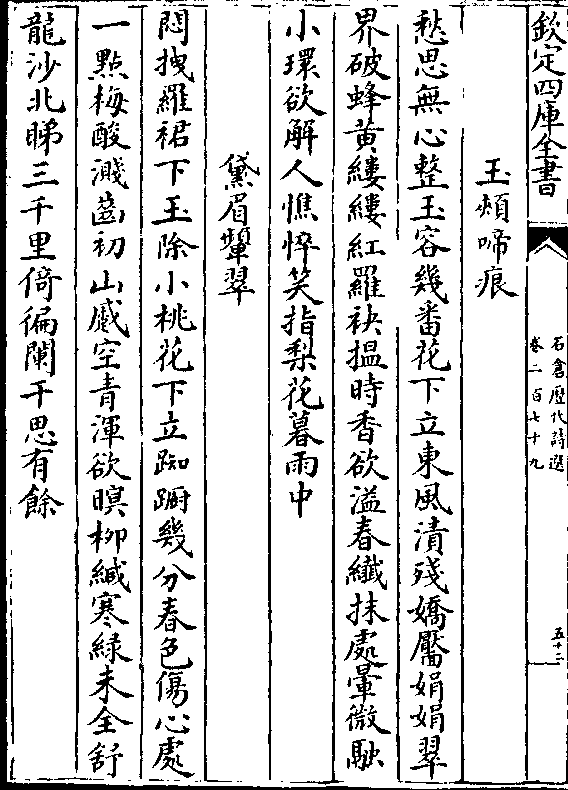 欽定四庫全書
石倉歷代詩選
卷二百七十九
五十二
玉頰啼痕
愁思無心整玉容幾番花下立東風漬殘嬌靨娟娟翠
界破蜂黄縷縷紅羅袂搵時香欲溢春纖抹處暈微融
小環欲解人憔悴笑指梨花暮雨中
黛眉顰翠
悶拽羅裙下玉除小桃花下立踟蹰幾分春色傷心處
一點梅酸濺齒初山蹙空青渾欲暝柳緘寒緑未全舒
龍沙北睇三千里倚徧闌干思有餘